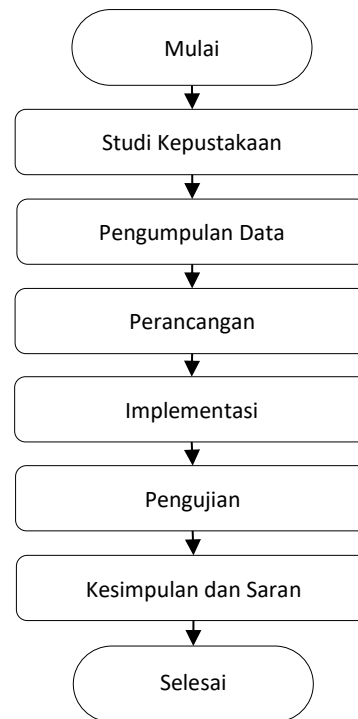 Mulai
Studi Kepustakaan
Pengumpulan Data
Perancangan
Implementasi
Pengujian
Kesimpulan dan Saran
Selesai